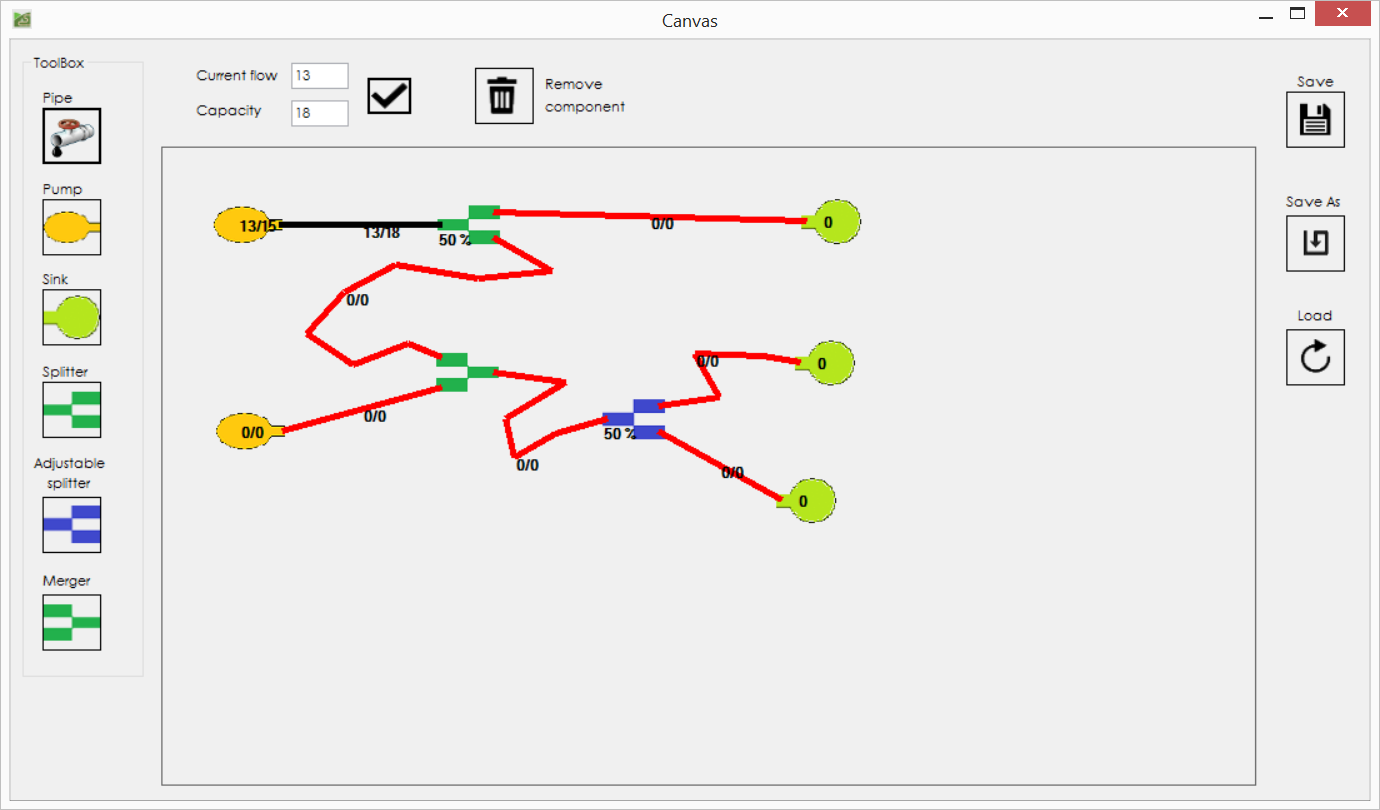 Canvas
ToolBox
Pipe
Pump
Sink
Splitter
Adjustable
splitter
Merger
Current flow 13
Capacity 18
Remove
component
Save
Save As
Load
13/15
13/18
50 %
0/0
0
0/0
0/0
0/0
0/0
50 %
0/0
0
0/0
0